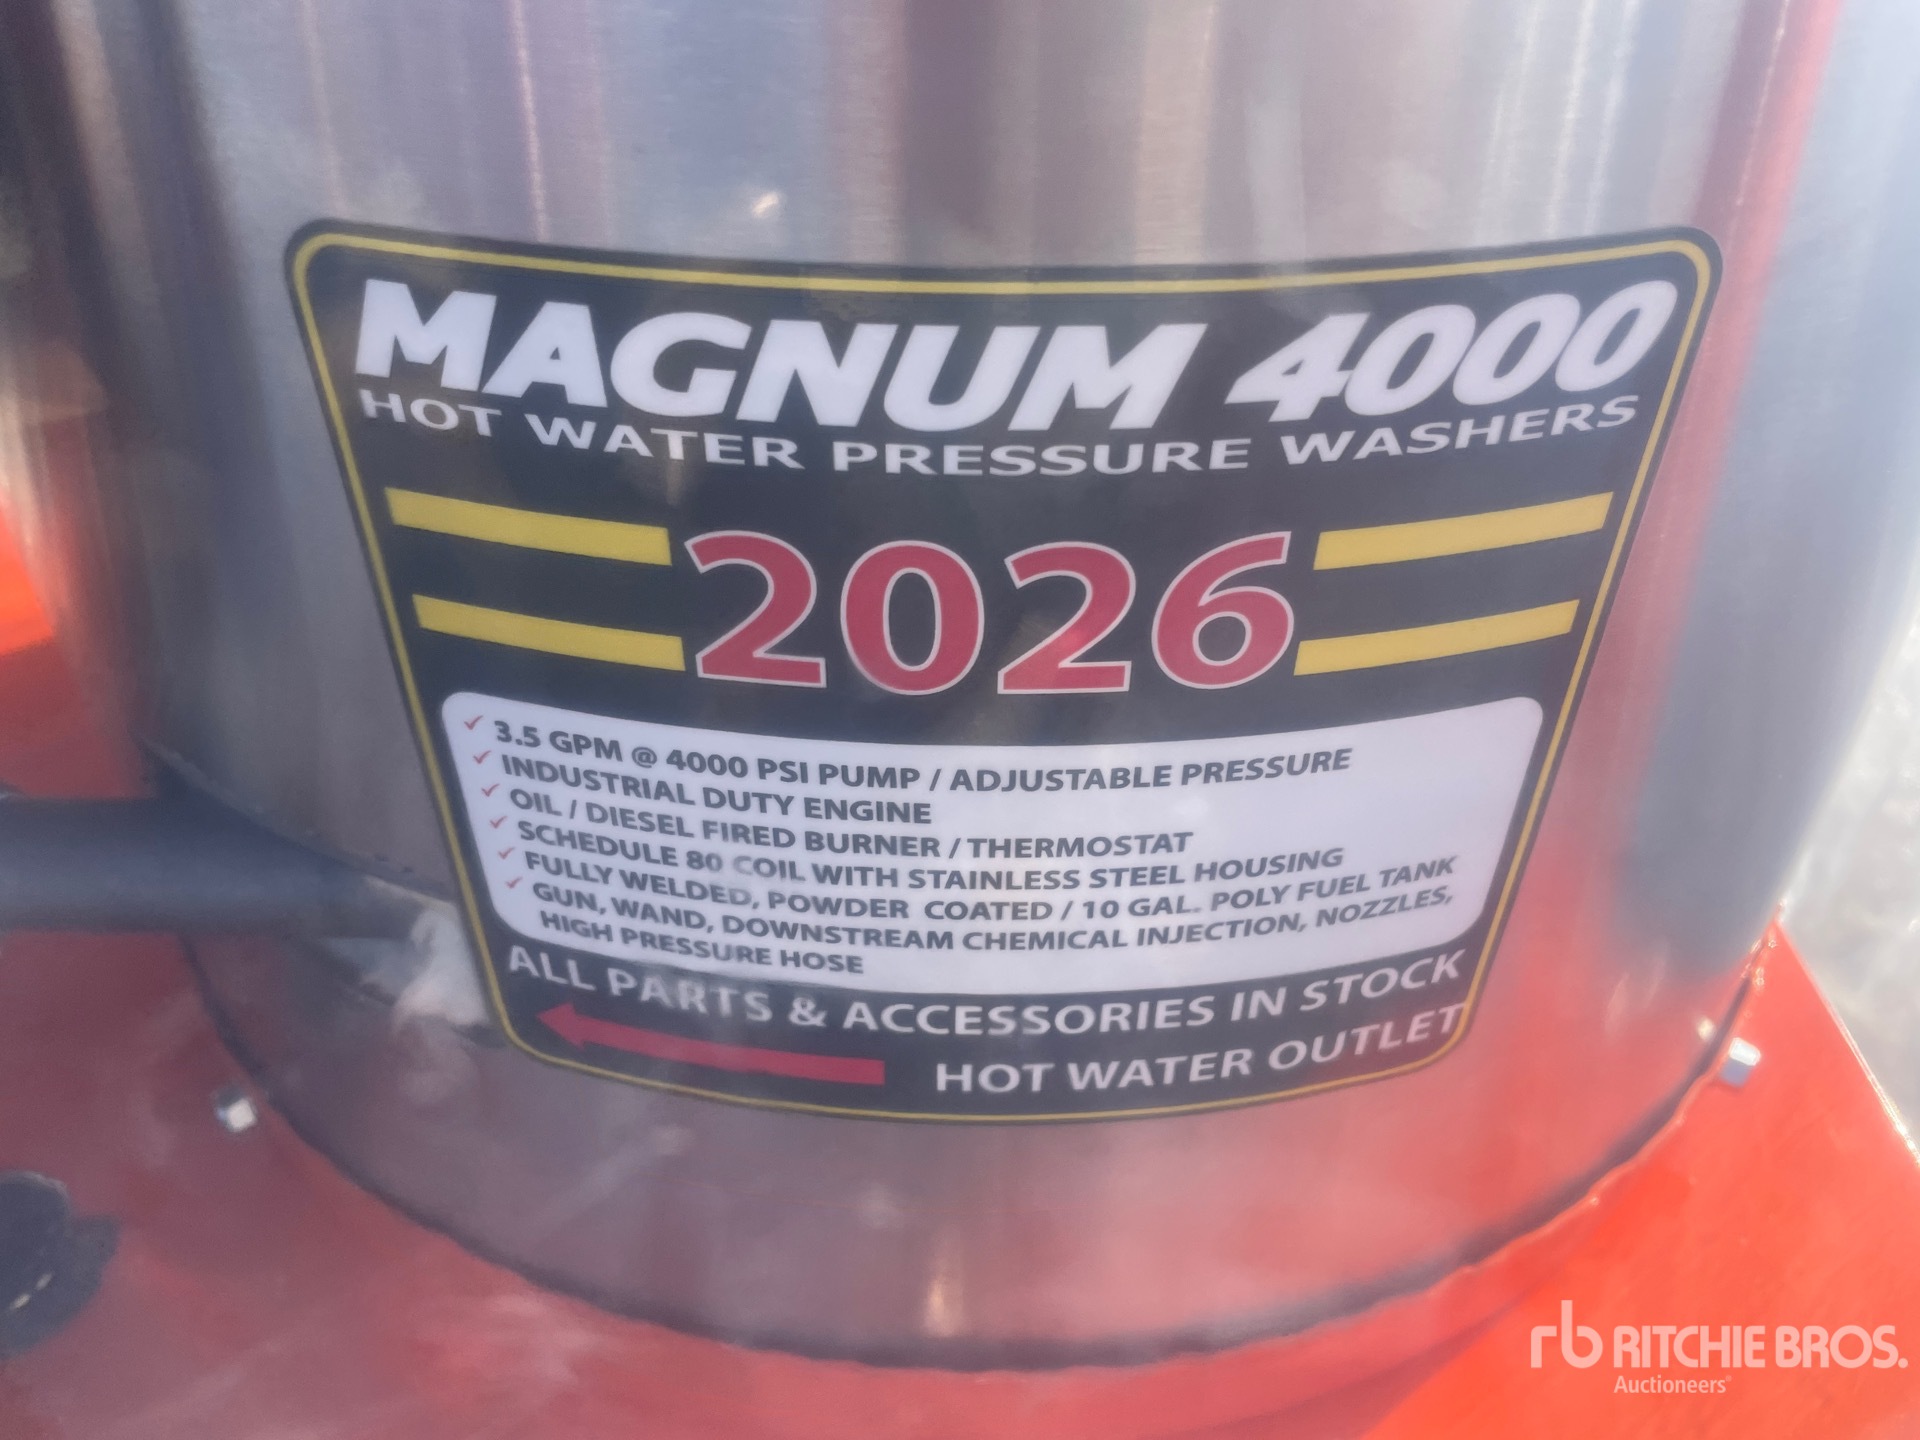 MAGNUM 4000
HOT WATER PRESSURE WASHERS
2026
✓ 3.5 GPM @ 4000 PSI PUMP / ADJUSTABLE PRESSURE
✓ INDUSTRIAL DUTY ENGINE
✓ OIL / DIESEL FIRED BURNER / THERMOSTAT
✓ SCHEDULE 80 COIL WITH STAINLESS STEEL HOUSING
✓ FULLY WELDED, POWDER COATED / 10 GAL. POLY FUEL TANK
✓ GUN, WAND, DOWNSTREAM CHEMICAL INJECTION, NOZZLES,
HIGH PRESSURE HOSE
ALL PARTS & ACCESSORIES IN STOCK
HOT WATER OUTLET
rb RITCHIE BROS.
Auctioneers®